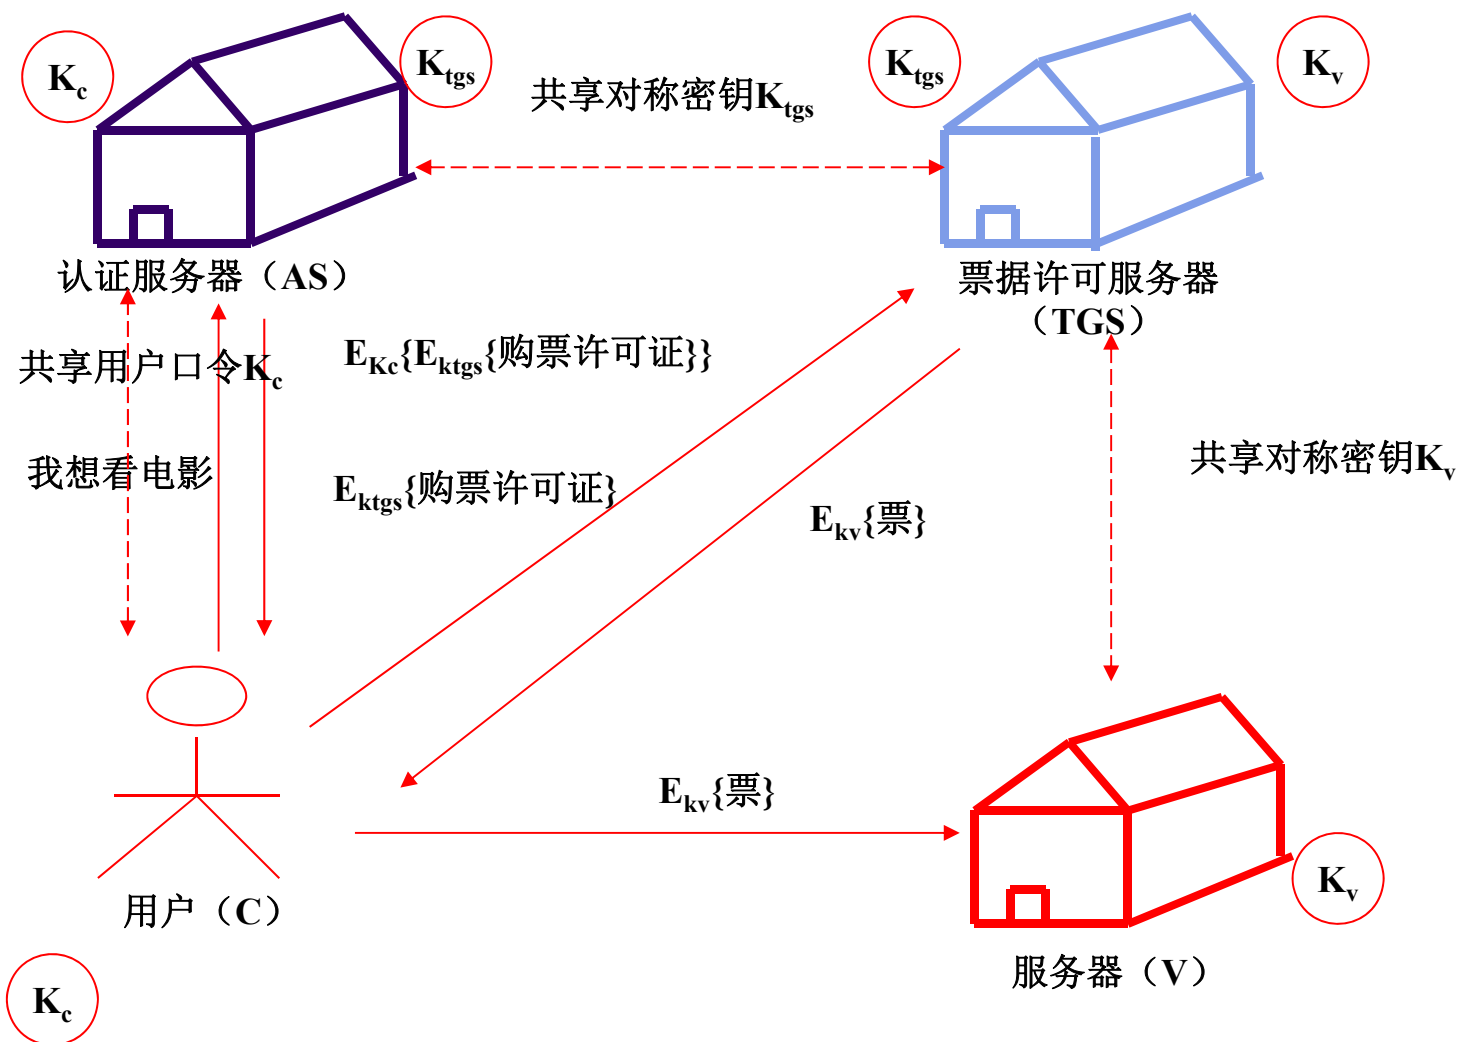 Kc
Ktgs
Ktgs
Kv
共享对称密钥Ktgs
认证服务器（AS）
票据许可服务器
（TGS）
共享用户口令Kc
EKc{Ektgs{购票许可证}}
我想看电影
Ektgs{购票许可证}
Ekv{票}
共享对称密钥Kv
Ekv{票}
Kv
用户（C）
服务器（V）
Kc